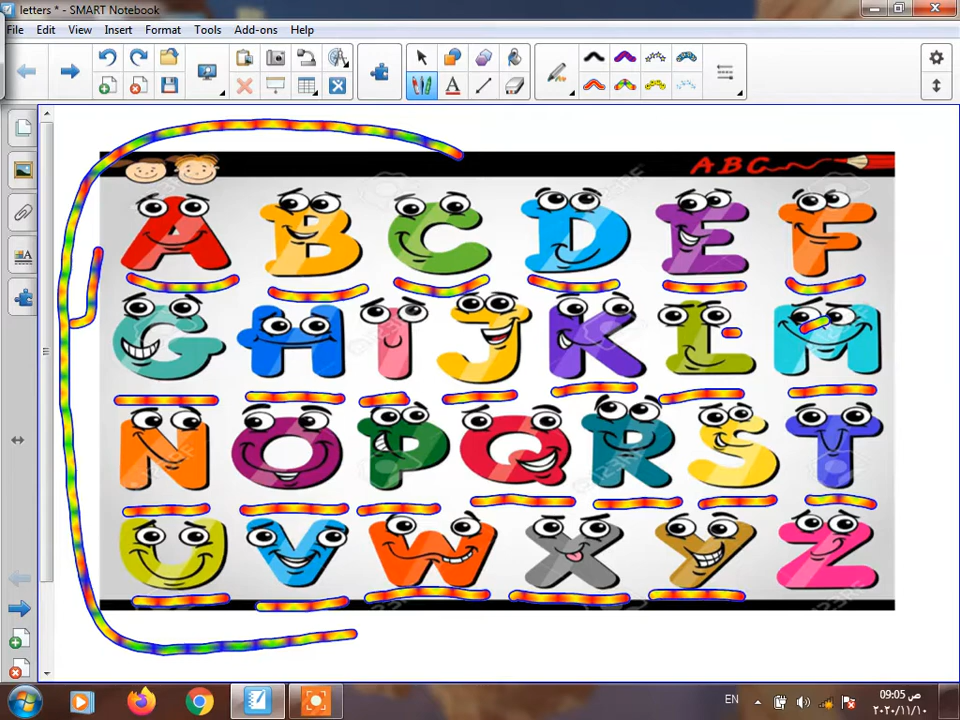 letters * - SMART Notebook
File Edit View Insert Format Tools Add-ons Help
ABC
A B C D E F
G H I J K L M
N O P Q R S T
U V W X Y Z
EN
09:05 ص
٢٠٢٠/١١/١٠